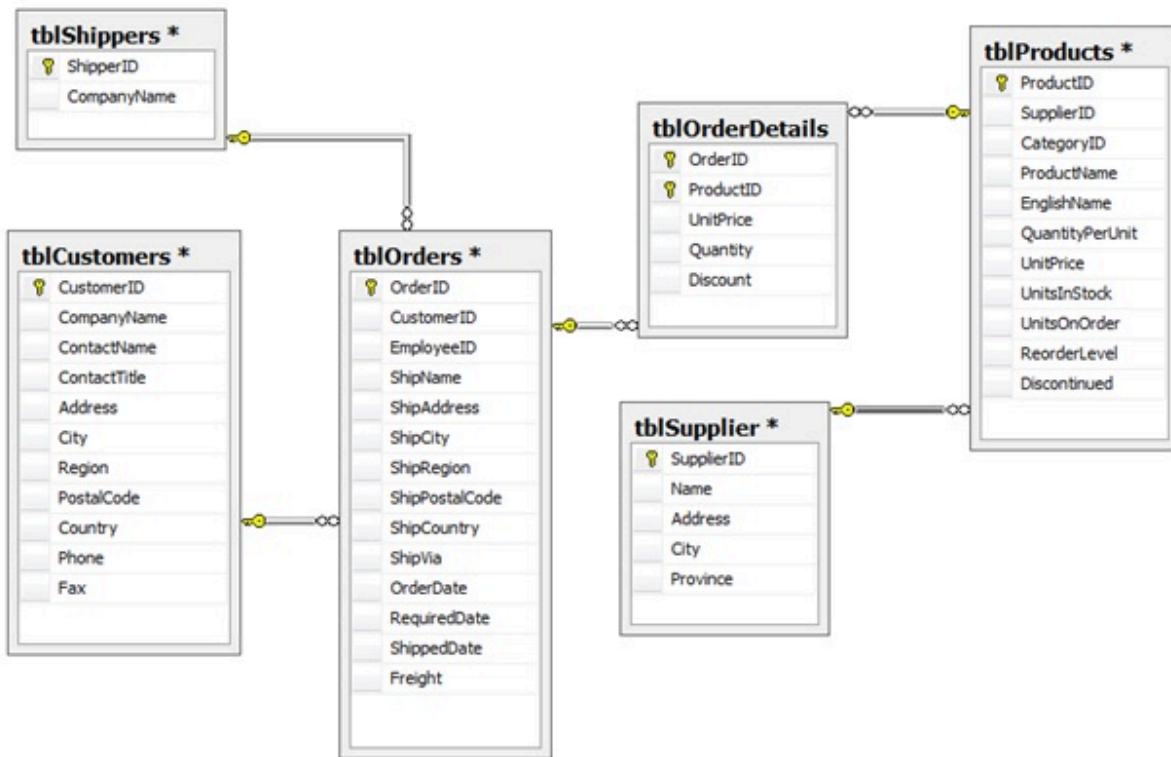 tblShippers *
ShipperID
CompanyName
tblCustomers *
CustomerID
CompanyName
ContactName
ContactTitle
Address
City
Region
PostalCode
Country
Phone
Fax
tblOrders *
OrderID
CustomerID
EmployeeID
ShipName
ShipAddress
ShipCity
ShipRegion
ShipPostalCode
ShipCountry
ShipVia
OrderDate
RequiredDate
ShippedDate
Freight
tblOrderDetails
OrderID
ProductID
UnitPrice
Quantity
Discount
tblSupplier *
SupplierID
Name
Address
City
Province
tblProducts *
ProductID
SupplierID
CategoryID
ProductName
EnglishName
QuantityPerUnit
UnitPrice
UnitsInStock
UnitsOnOrder
ReorderLevel
Discontinued